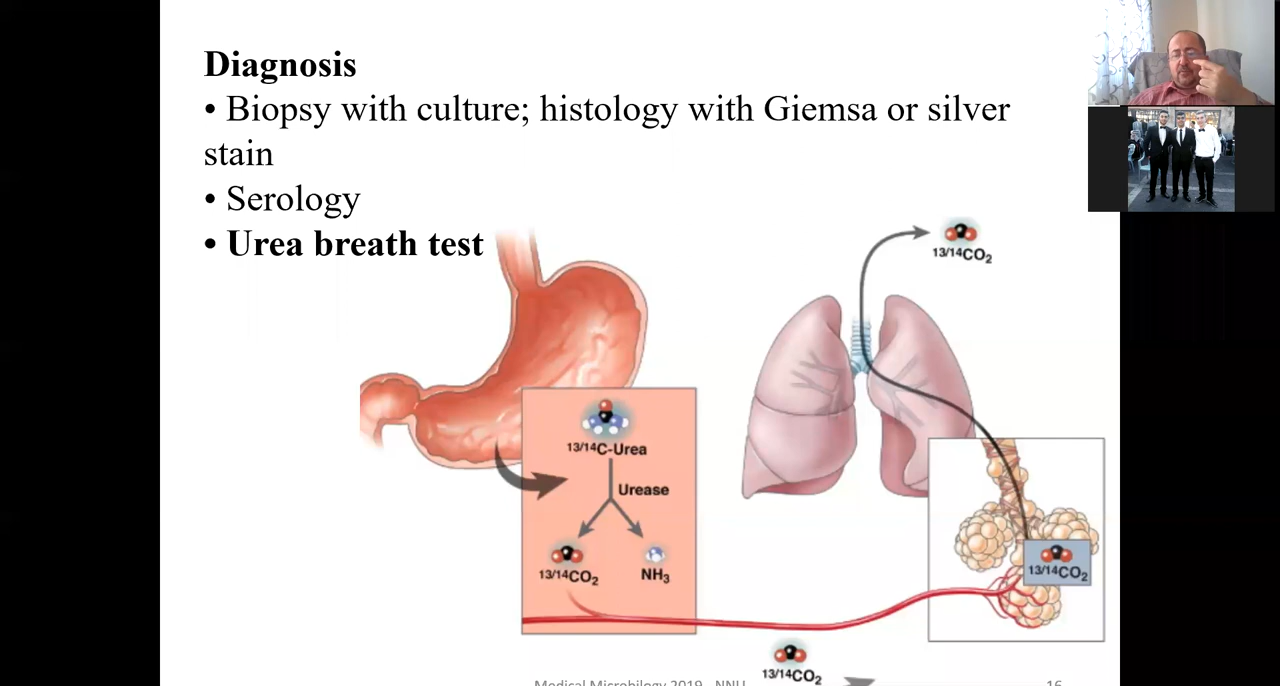 Diagnosis
• Biopsy with culture; histology with Giemsa or silver
stain
• Serology
• Urea breath test
13/14CO2
13/14C-Urea
Urease
13/14CO2
NH3
13/14CO2
13/14CO2
Medical Microbilogy 2019 - NNU
16